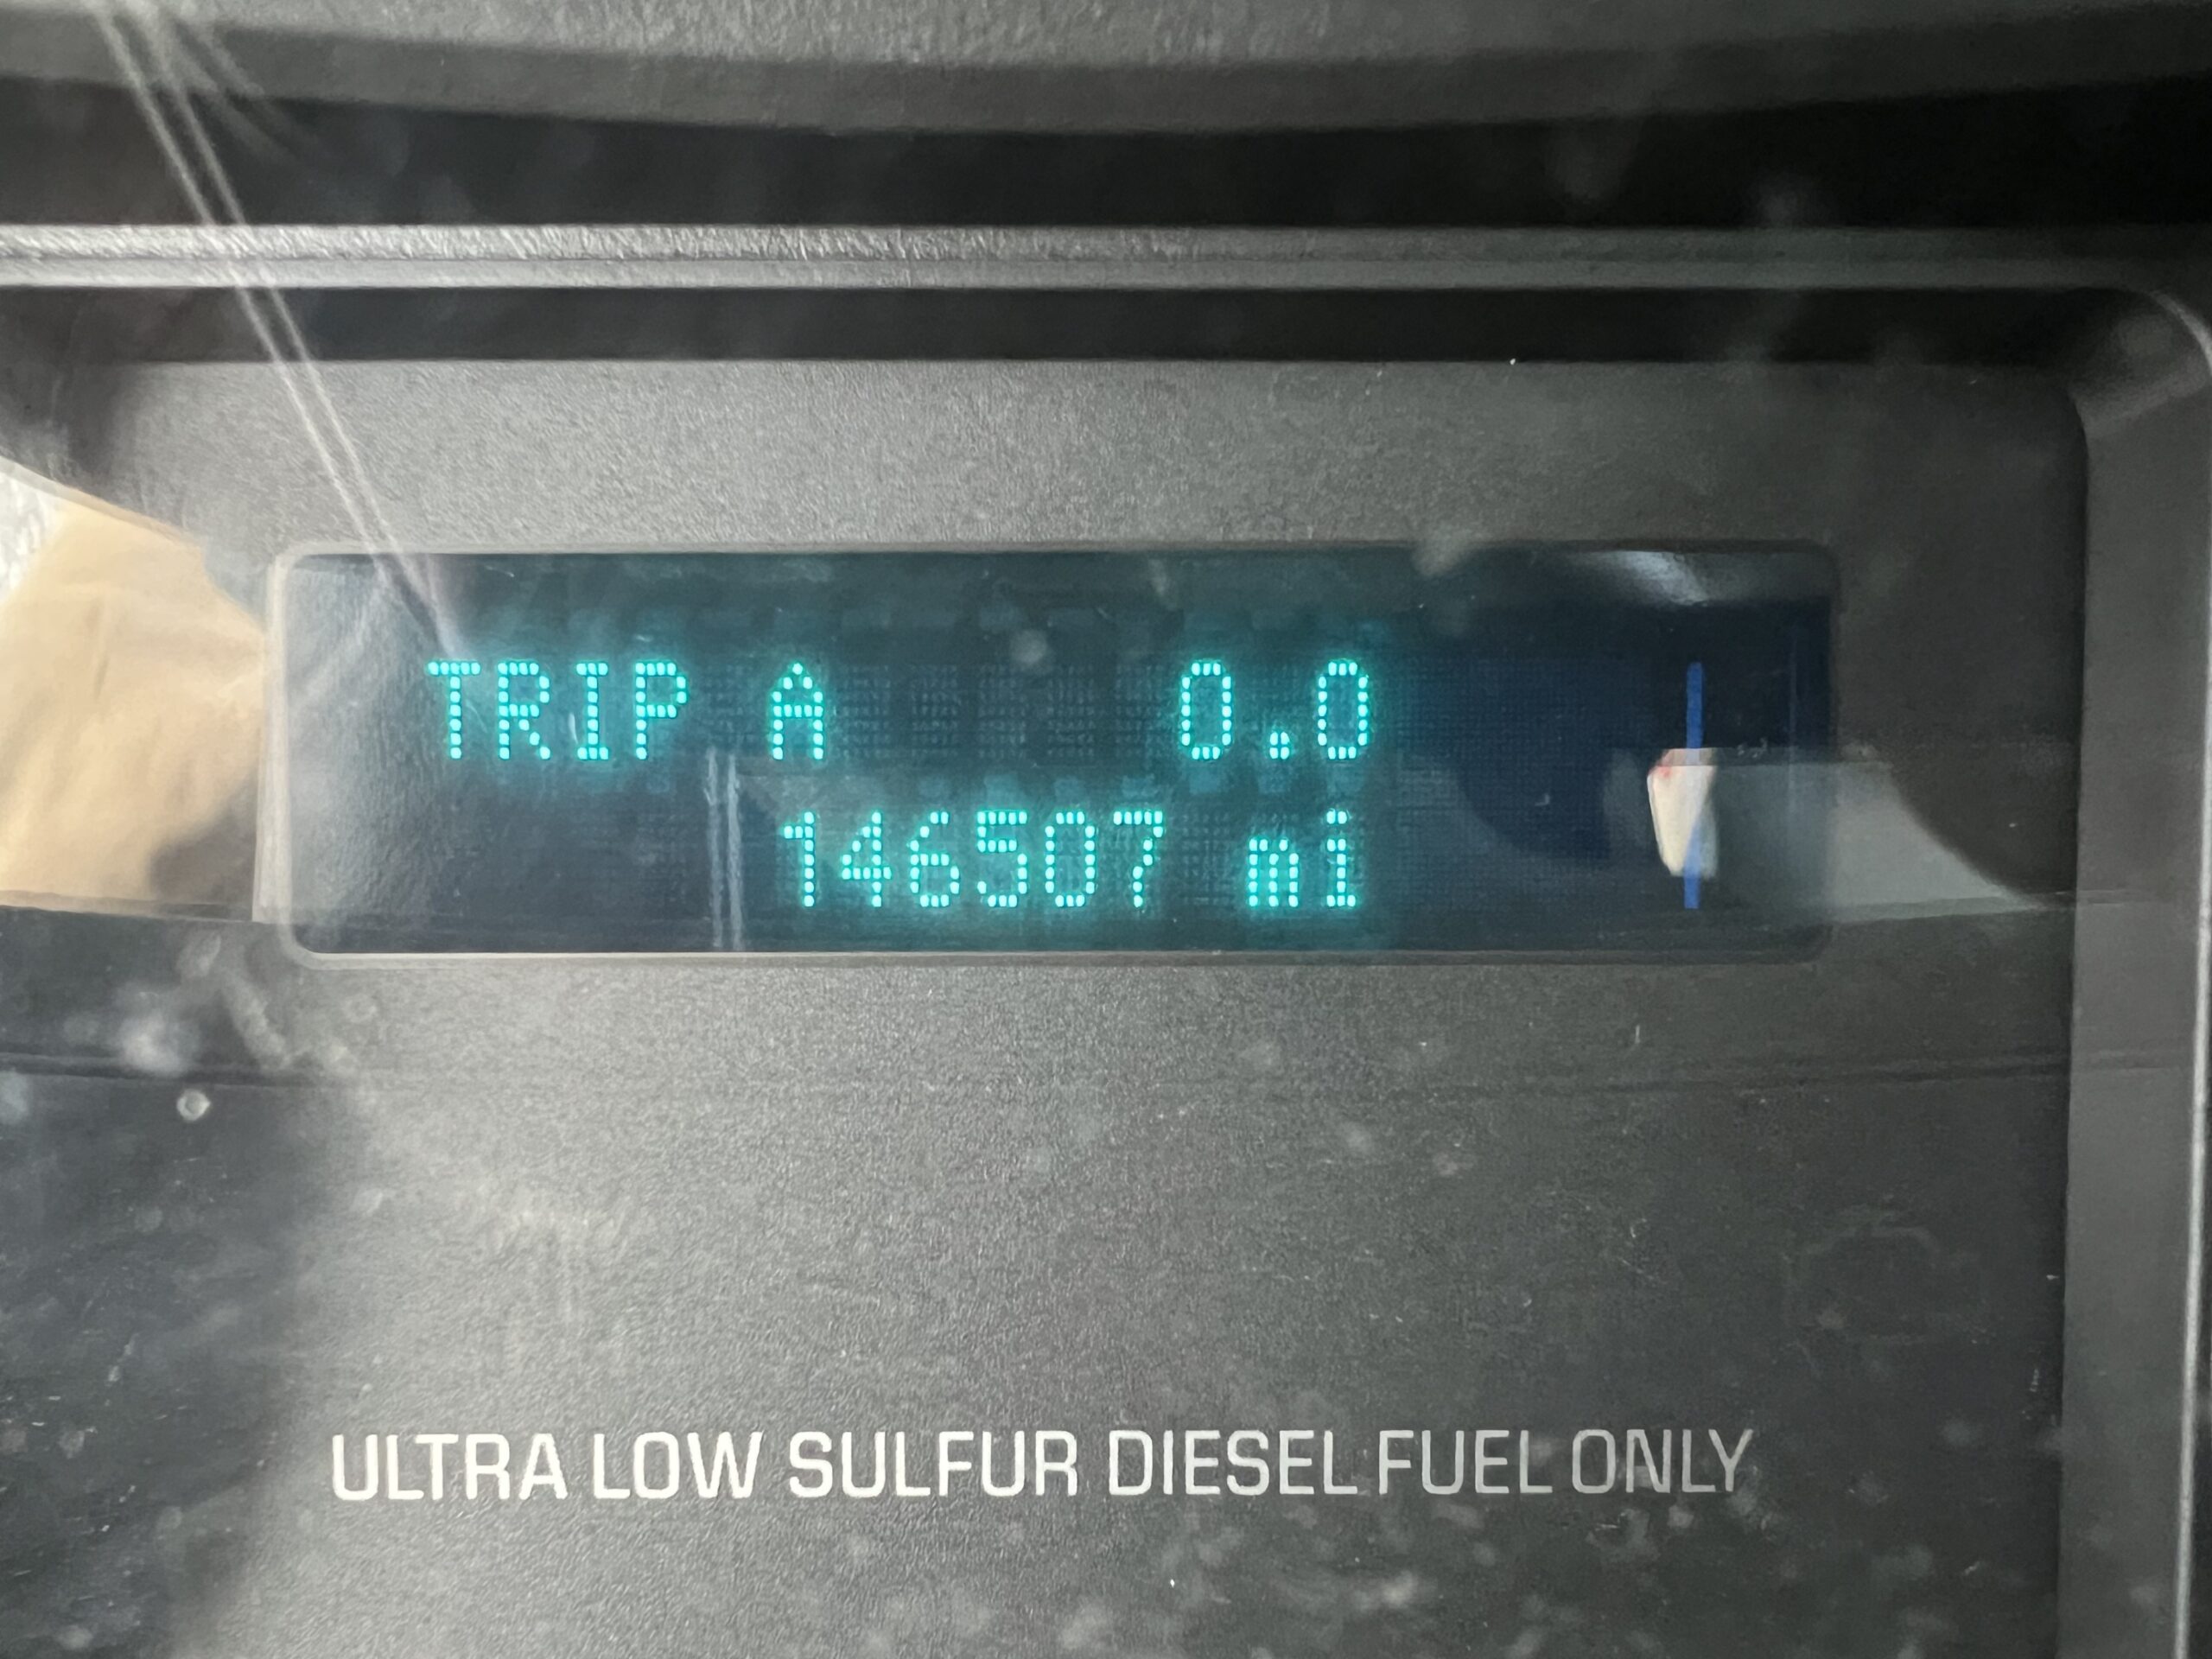 TRIP A 0.0
146507 mi
ULTRA LOW SULFUR DIESEL FUEL ONLY